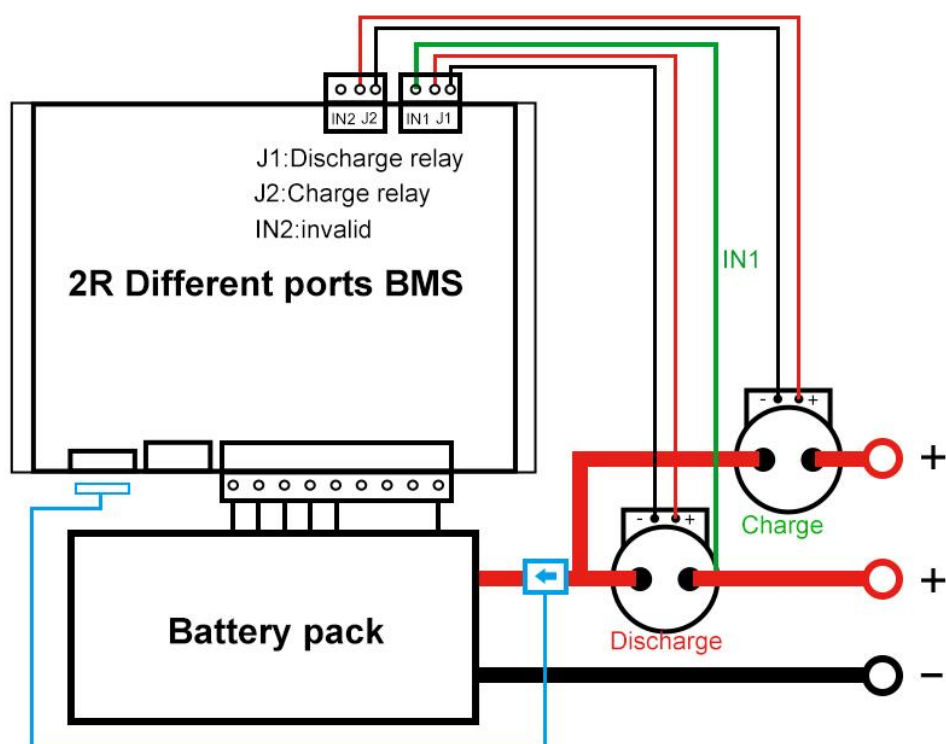 IN2 J2
IN1 J1
J1:Discharge relay
J2:Charge relay
IN2:invalid
2R Different ports BMS
IN1
- +
+
Charge
- +
+
Discharge
Battery pack
−